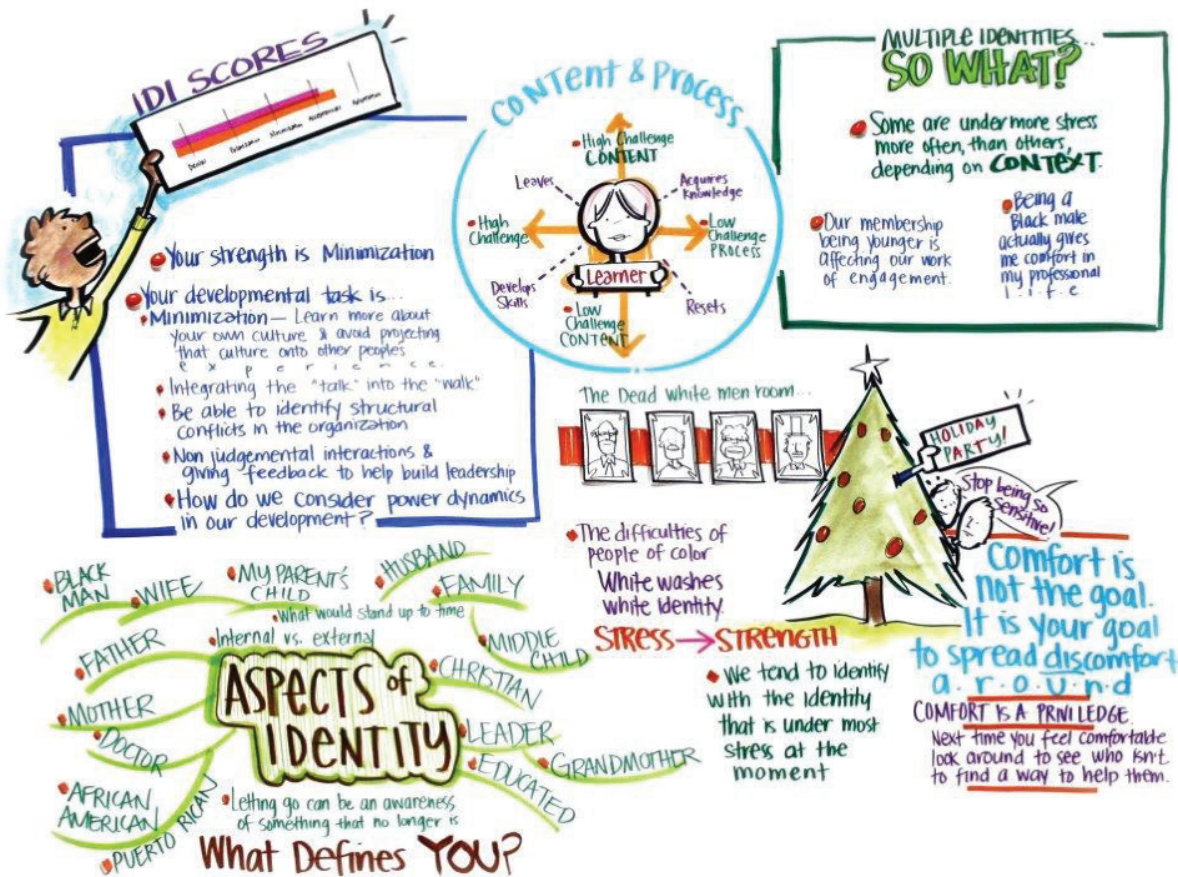 IDI SCORES
Denial
Polarization
Minimization
Acceptance
Adaptation
Your strength is Minimization
Your developmental task is...
Minimization — Learn more about
your own culture & avoid projecting
that culture onto other peoples
e x p e r i e n c e.
Integrating the "talk" into the "walk"
Be able to identify structural
conflicts in the organization
Non judgemental interactions &
giving feedback to help build leadership
How do we consider power dynamics
in our development?
CONTENT & PROCESS
High Challenge
CONTENT
Leaves
Acquires
Knowledge
High
Challenge
Low
Challenge
PROCESS
Learner
Develops
Skills
Resets
Low
Challenge
CONTENT
MULTIPLE IDENTITIES...
SO WHAT?
Some are under more stress
more often, than others,
depending on CONTEXT.
Our membership
being younger is
affecting our work
of engagement.
Being a
Black male
actually gives
me comfort in
my professional
l . i . f . e
The Dead white men room...
HOLIDAY
PARTY!
Stop being so
sensitive!
The difficulties of
people of color
White washes
white identity.
STRESS → STRENGTH
We tend to identify
with the identity
that is under most
stress at the
moment
Comfort is
not the goal.
It is your goal
to spread discomfort
a . r . o . u . n . d
COMFORT IS A PRIVILEDGE.
Next time you feel comfortable
look around to see who isn't
to find a way to help them.
BLACK
MAN
WIFE
MY PARENT'S
CHILD
HUSBAND
FAMILY
What would stand up to time
Internal vs. external
FATHER
MIDDLE
CHILD
CHRISTIAN
ASPECTS of
IDENTITY
MOTHER
DOCTOR
LEADER
GRANDMOTHER
EDUCATED
AFRICAN
AMERICAN
PUERTO RICAN
Letting go can be an awareness
of something that no longer is
What Defines YOU?